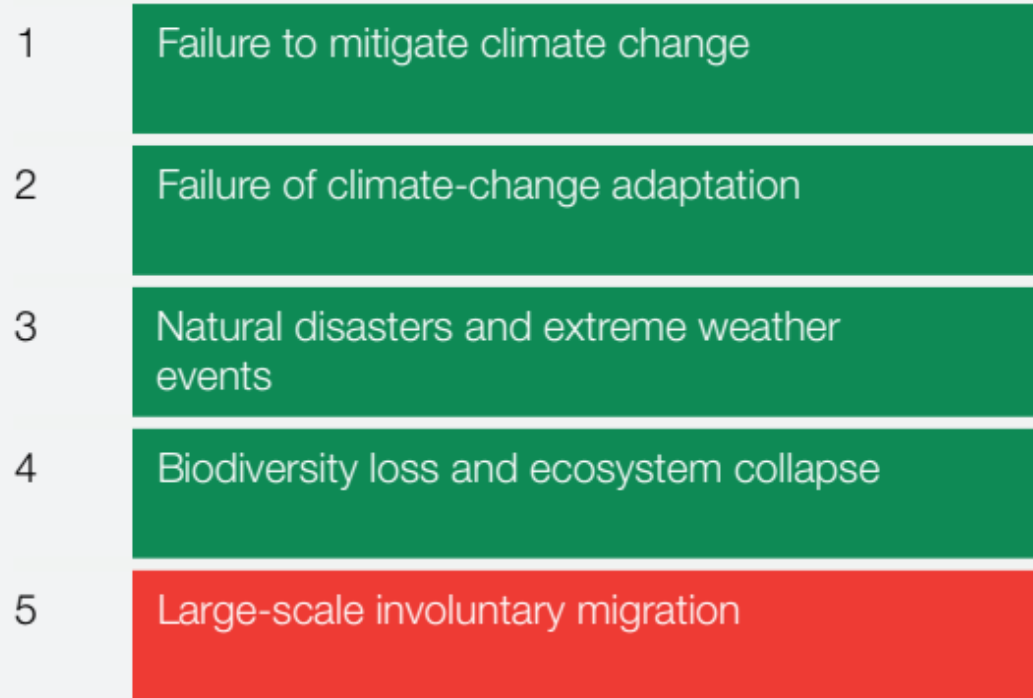 1 Failure to mitigate climate change
2 Failure of climate-change adaptation
3 Natural disasters and extreme weather
events
4 Biodiversity loss and ecosystem collapse
5 Large-scale involuntary migration